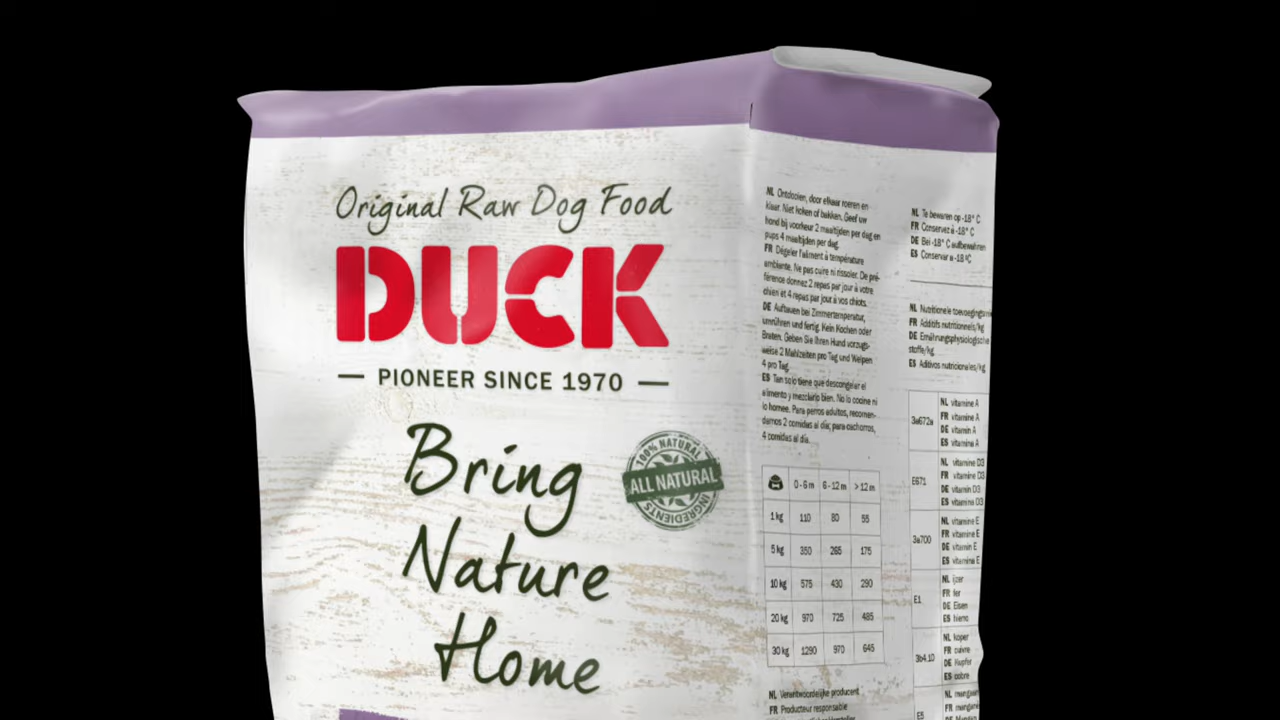 Original Raw Dog Food
DUCK
PIONEER SINCE 1970
Bring
Nature
Home
100% NATURAL
ALL NATURAL
INGREDIENTS
NL Ontdooien, door elkaar roeren en
klaar. Niet koken of bakken. Geef uw
hond bij voorkeur 2 maaltijden per dag en
pups 4 maaltijden per dag.
FR Dégeler l'aliment à température
ambiante. Ne pas cuire ni rissoler. De pré-
férence donnez 2 repas par jour à votre
chien et 4 repas par jour à vos chiots.
DE Auftauen bei Zimmertemperatur,
umrühren und fertig. Kein Kochen oder
Braten. Geben Sie Ihren Hund vorzugs-
weise 2 Mahlzeiten pro Tag und Welpen
4 pro Tag.
ES Tan solo tiene que descongelar el
alimento y mezclarlo bien. No lo cocine ni
lo hornee. Para perros adultos, recomen-
damos 2 comidas al día; para cachorros,
4 comidas al día.
0-6 m 6-12 m >12 m
1 kg 110 80 55
5 kg 350 265 175
10 kg 575 430 290
20 kg 970 725 485
30 kg 1290 970 645
NL Verantwoordelijke producent
FR Producteur responsable
NL Te bewaren op -18° C
FR Conservez à -18° C
DE Bei -18° C aufbewahren
ES Conservar a -18 °C
NL Nutritionele
FR Additifs nutritionnels/kg
DE Ernährungsphysiologische
stoffe/kg
ES Aditivos nutricionales/kg
3a672a
NL vitamine A
FR vitamine A
DE vitamin A
ES vitamina A
E671
NL vitamine D3
FR vitamine D3
DE vitamin D3
ES vitamina D3
3a700
NL vitamine E
FR vitamine E
DE vitamin E
ES vitamina E
E1
NL ijzer
FR fer
DE Eisen
ES hierro
3b4.10
NL koper
FR cuivre
DE Kupfer
ES cobre
E5
NL mangaan
FR
DE